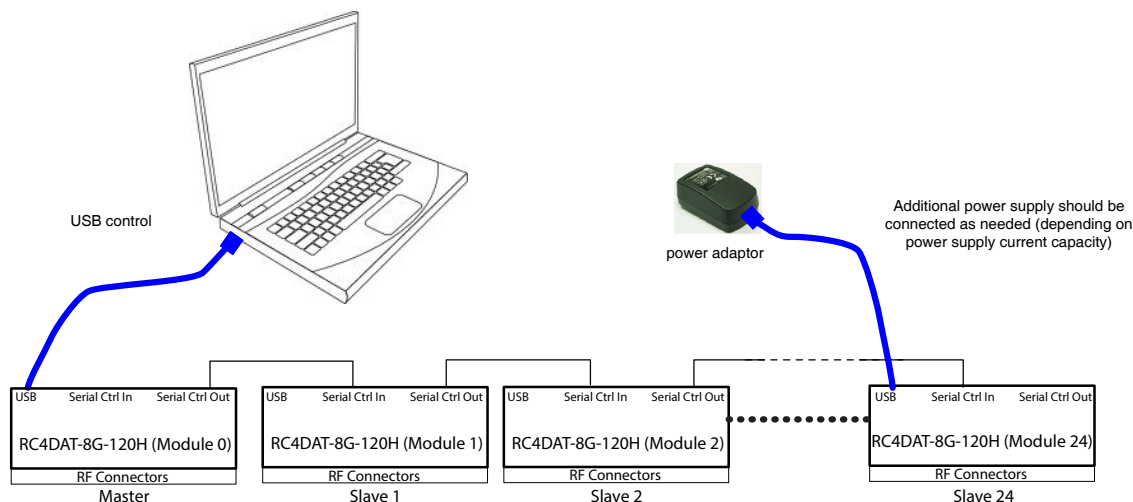 USB control
power adaptor
Additional power supply should be
connected as needed (depending on
power supply current capacity)
USB Serial Ctrl In Serial Ctrl Out
RC4DAT-8G-120H (Module 0)
RF Connectors
Master
USB Serial Ctrl In Serial Ctrl Out
RC4DAT-8G-120H (Module 1)
RF Connectors
Slave 1
USB Serial Ctrl In Serial Ctrl Out
RC4DAT-8G-120H (Module 2)
RF Connectors
Slave 2
USB Serial Ctrl In Serial Ctrl Out
RC4DAT-8G-120H (Module 24)
RF Connectors
Slave 24